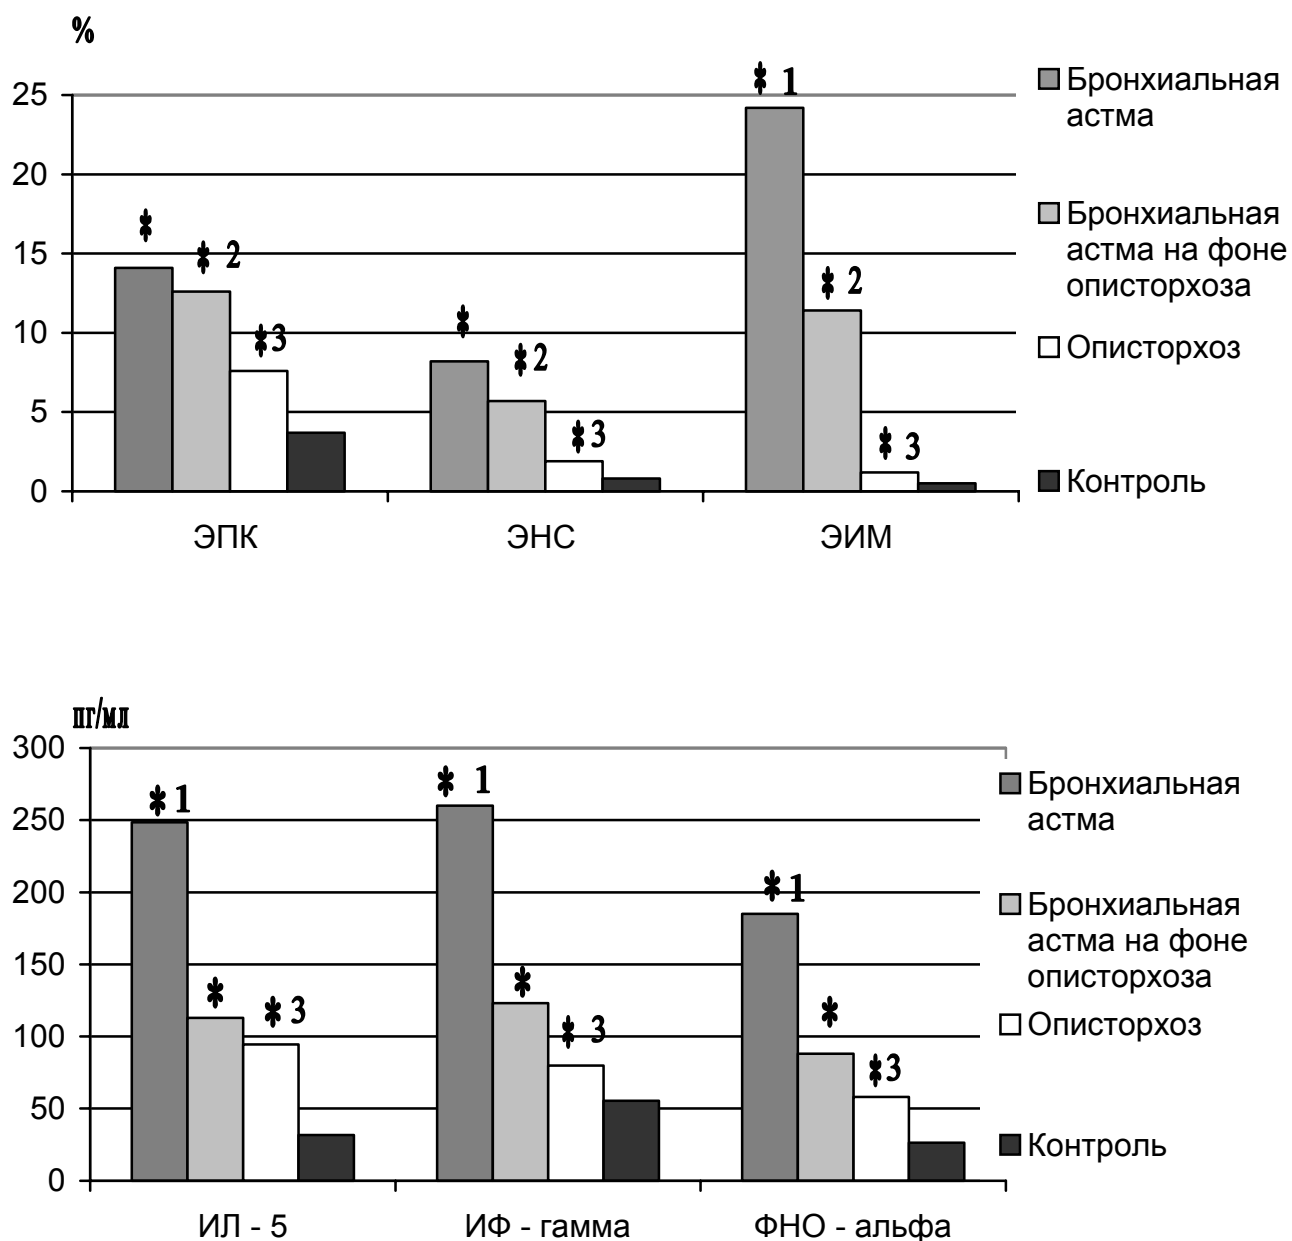 %
25
20
15
10
5
0
* 1
*
* 2
*3
*
*2
*3
* 2
* 3
ЭПК
ЭНС
ЭИМ
Бронхиальная
астма
Бронхиальная
астма на фоне
описторхоза
Описторхоз
Контроль
пг/мл
300
250
200
150
100
50
0
*1
* 1
*1
*
* 3
*
* 3
*
*3
ИЛ - 5
ИФ - гамма
ФНО - альфа
Бронхиальная
астма
Бронхиальная
астма на фоне
описторхоза
Описторхоз
Контроль